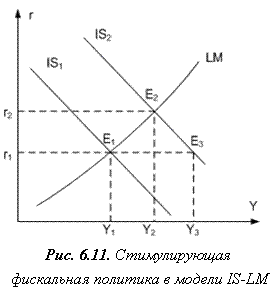 r
IS₂
IS₁
LM
E₂
r₂
E₁
E₃
r₁
Y
Y₁ Y₂ Y₃
Рис. 6.11. Стимулирующая
фискальная политика в модели IS-LM